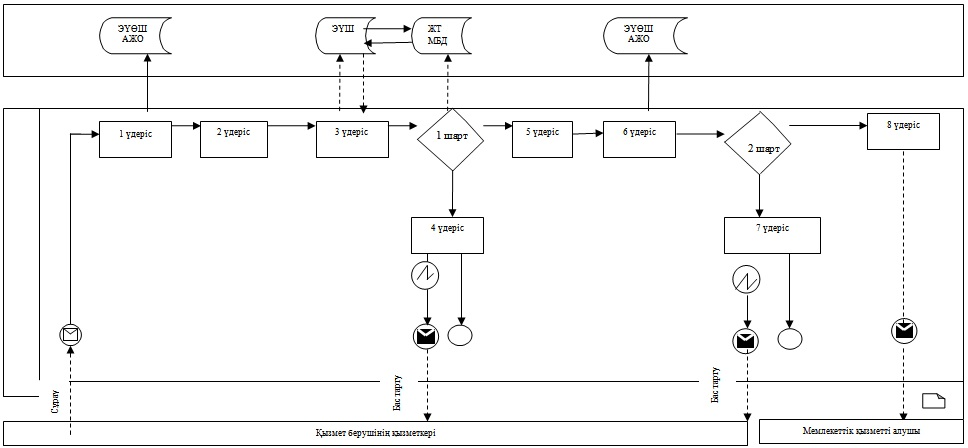 ЭҮӨШ
АЖО
ЭҮШ
ЖТ
МБД
ЭҮӨШ
АЖО
1 үдеріс
2 үдеріс
3 үдеріс
1 шарт
5 үдеріс
6 үдеріс
2 шарт
8 үдеріс
4 үдеріс
7 үдеріс
Сұрау
Бас тарту
Бас тарту
Қызмет берушінің қызметкері
Мемлекеттік қызметті алушы